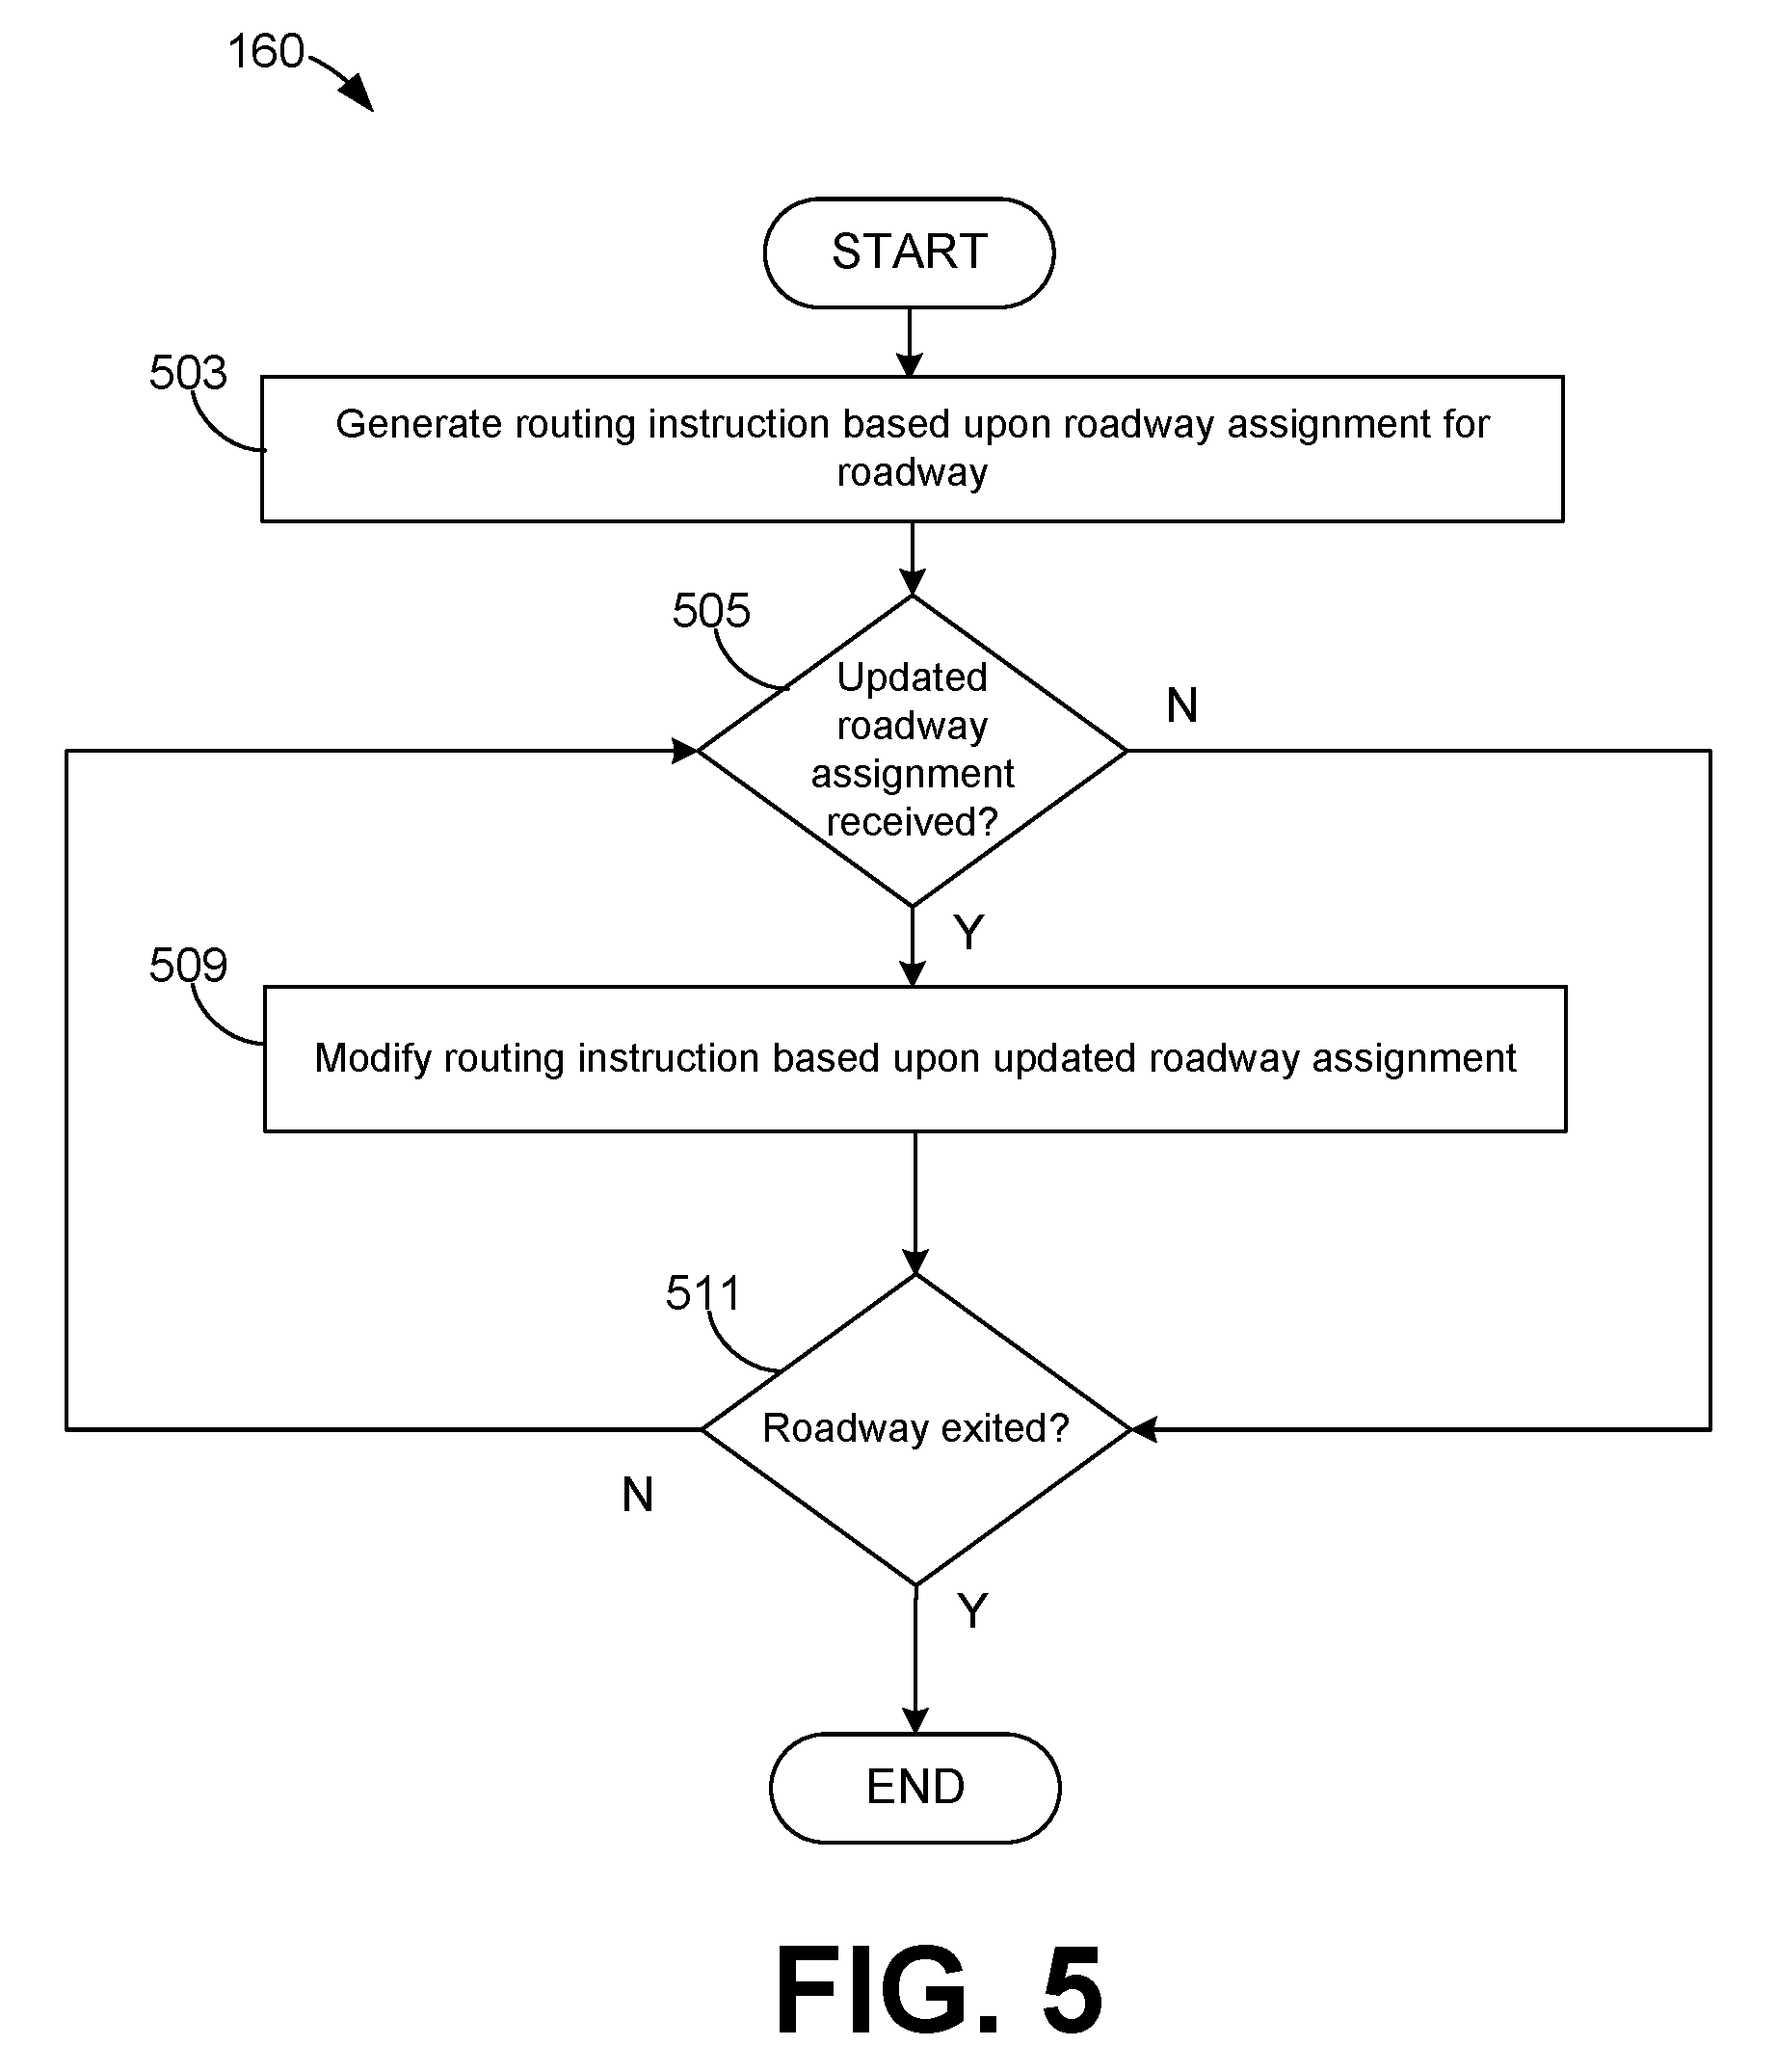 160
START
503
Generate routing instruction based upon roadway assignment for
roadway
505
Updated
roadway
assignment
received?
N
Y
509
Modify routing instruction based upon updated roadway assignment
511
Roadway exited?
N
Y
END
FIG. 5